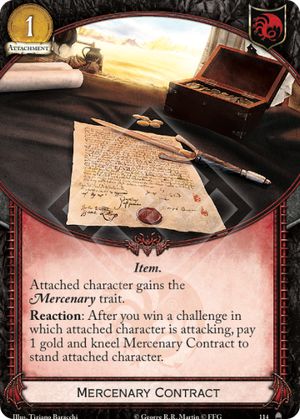 1
ATTACHMENT
Item.
Attached character gains the
Mercenary trait.
Reaction: After you win a challenge in
which attached character is attacking, pay
1 gold and kneel Mercenary Contract to
stand attached character.
MERCENARY CONTRACT
Illus. Tiziano Baracchi
© George R.R. Martin © FFG
114